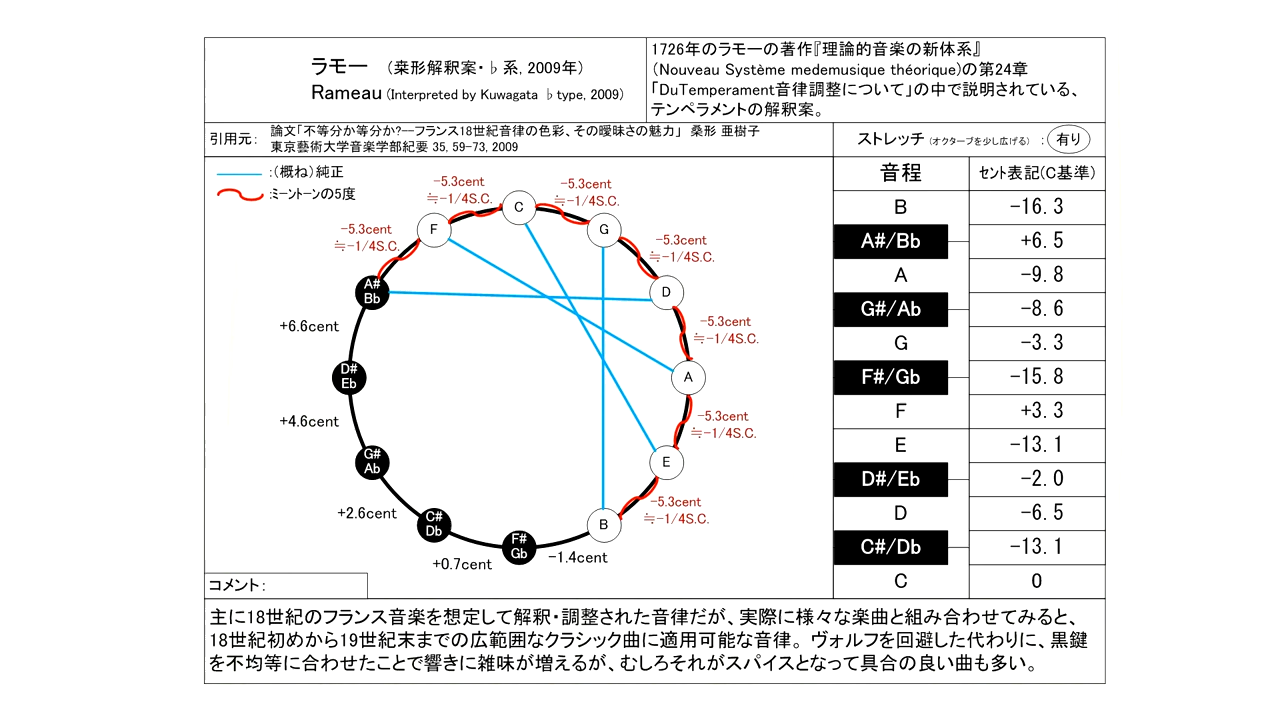 ラモー （桒形解釈案・♭系, 2009年）
Rameau (Interpreted by Kuwagata ♭type, 2009)
1726年のラモーの著作『理論的音楽の新体系』
（Nouveau Système medemusique théorique)の第24章
「DuTemperament音律調整について」の中で説明されている、
テンペラメントの解釈案。
引用元:
論文「不等分か等分か?--フランス18世紀音律の色彩、その曖昧さの魅力」 桑形 亜樹子
東京藝術大学音楽学部紀要 35, 59-73, 2009
ストレッチ (オクターブを少し広げる) : 有り
:（概ね）純正
:ミーントーンの5度
音程 セント表記(C基準)
B -16.3
A#/Bb +6.5
A -9.8
G#/Ab -8.6
G -3.3
F#/Gb -15.8
F +3.3
E -13.1
D#/Eb -2.0
D -6.5
C#/Db -13.1
C 0
-5.3cent
≒-1/4S.C.
-5.3cent
≒-1/4S.C.
-5.3cent
≒-1/4S.C.
-5.3cent
≒-1/4S.C.
-5.3cent
≒-1/4S.C.
-5.3cent
≒-1/4S.C.
-5.3cent
≒-1/4S.C.
C
G
D
A
E
B
F#
Gb
C#
Db
G#
Ab
D#
Eb
A#
Bb
F
+6.6cent
+4.6cent
+2.6cent
+0.7cent
-1.4cent
コメント:
主に18世紀のフランス音楽を想定して解釈・調整された音律だが、実際に様々な楽曲と組み合わせてみると、
18世紀初めから19世紀末までの広範囲なクラシック曲に適用可能な音律。ヴォルフを回避した代わりに、黒鍵
を不均等に合わせたことで響きに雑味が増えるが、むしろそれがスパイスとなって具合の良い曲も多い。